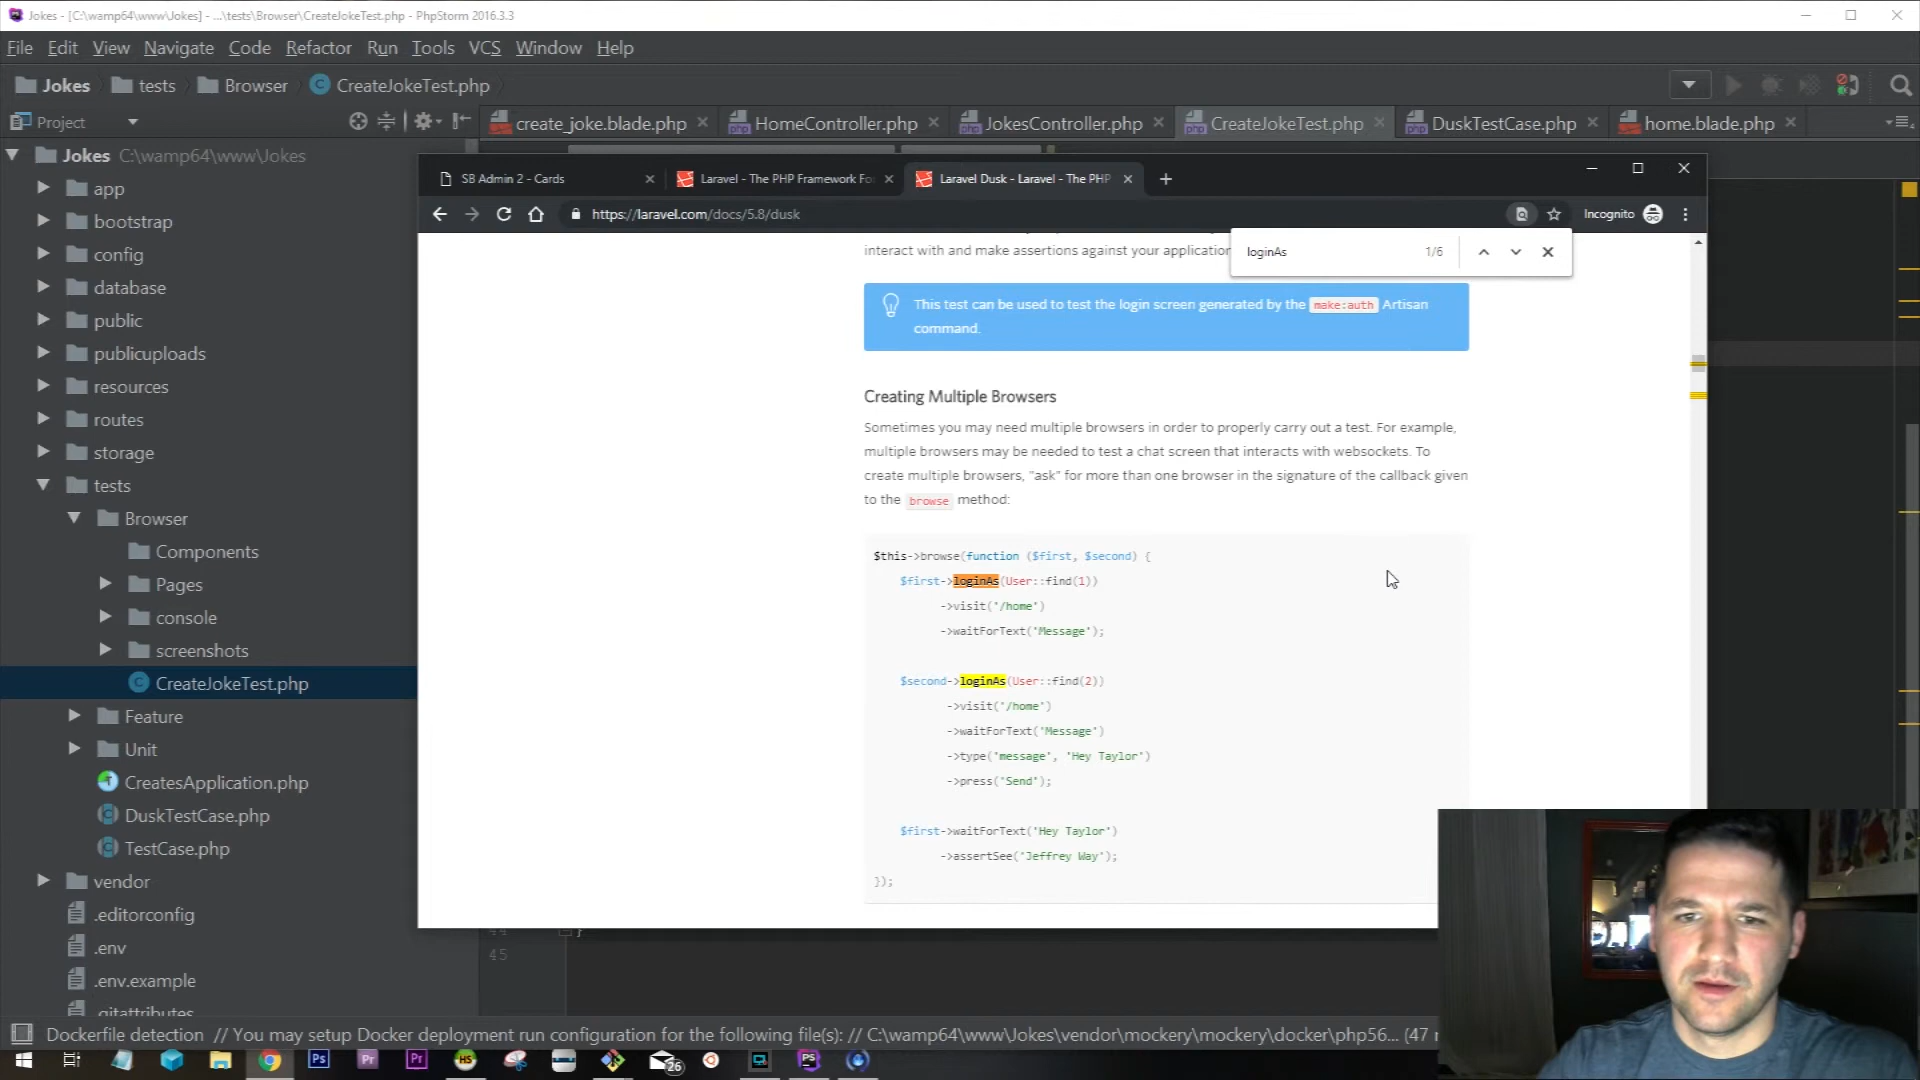 Jokes - [C:\wamp64\www\Jokes] - ...\tests\Browser\CreateJokeTest.php - PhpStorm 2016.3.3
File Edit View Navigate Code Refactor Run Tools VCS Window Help
Jokes tests Browser CreateJokeTest.php
Project
create_joke.blade.php HomeController.php JokesController.php CreateJokeTest.php DuskTestCase.php home.blade.php
Jokes C:\wamp64\www\Jokes
app
bootstrap
config
database
public
publicuploads
resources
routes
storage
tests
Browser
Components
Pages
console
screenshots
CreateJokeTest.php
Feature
Unit
CreatesApplication.php
DuskTestCase.php
TestCase.php
vendor
.editorconfig
.env
.env.example
.gitattributes
SB Admin 2 - Cards
Laravel - The PHP Framework Fo
Laravel Dusk - Laravel - The PHP
https://laravel.com/docs/5.8/dusk
Incognito
loginAs 1/6
interact with and make assertions against your application
This test can be used to test the login screen generated by the make:auth Artisan
command.
Creating Multiple Browsers
Sometimes you may need multiple browsers in order to properly carry out a test. For example,
multiple browsers may be needed to test a chat screen that interacts with websockets. To
create multiple browsers, "ask" for more than one browser in the signature of the callback given
to the browse method:
$this->browse(function ($first, $second) {
$first->loginAs(User::find(1))
->visit('/home')
->waitForText('Message');
$second->loginAs(User::find(2))
->visit('/home')
->waitForText('Message')
->type('message', 'Hey Taylor')
->press('Send');
$first->waitForText('Hey Taylor')
->assertSee('Jeffrey Way');
});
44 }
45
Dockerfile detection // You may setup Docker deployment run configuration for the following file(s): // C:\wamp64\www\Jokes\vendor\mockery\mockery\docker\php56... (47
Ps Pr Pr HS 26 PS